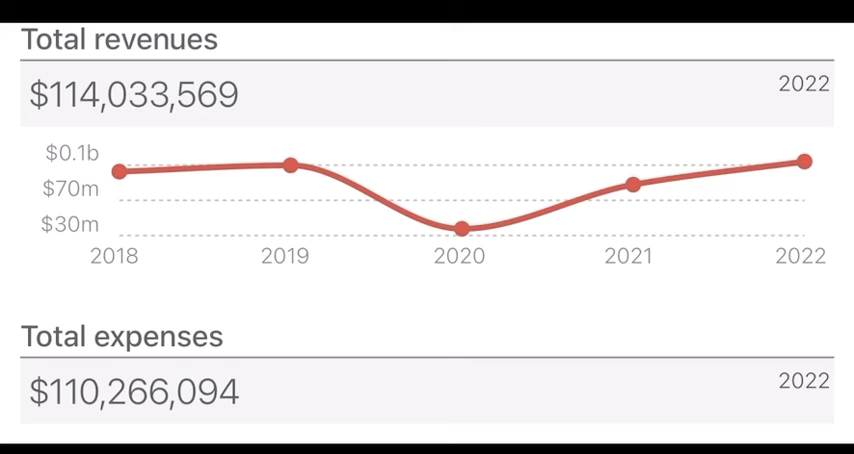 Total revenues
$114,033,569
2022
$0.1b
$70m
$30m
2018 2019 2020 2021 2022
Total expenses
$110,266,094
2022